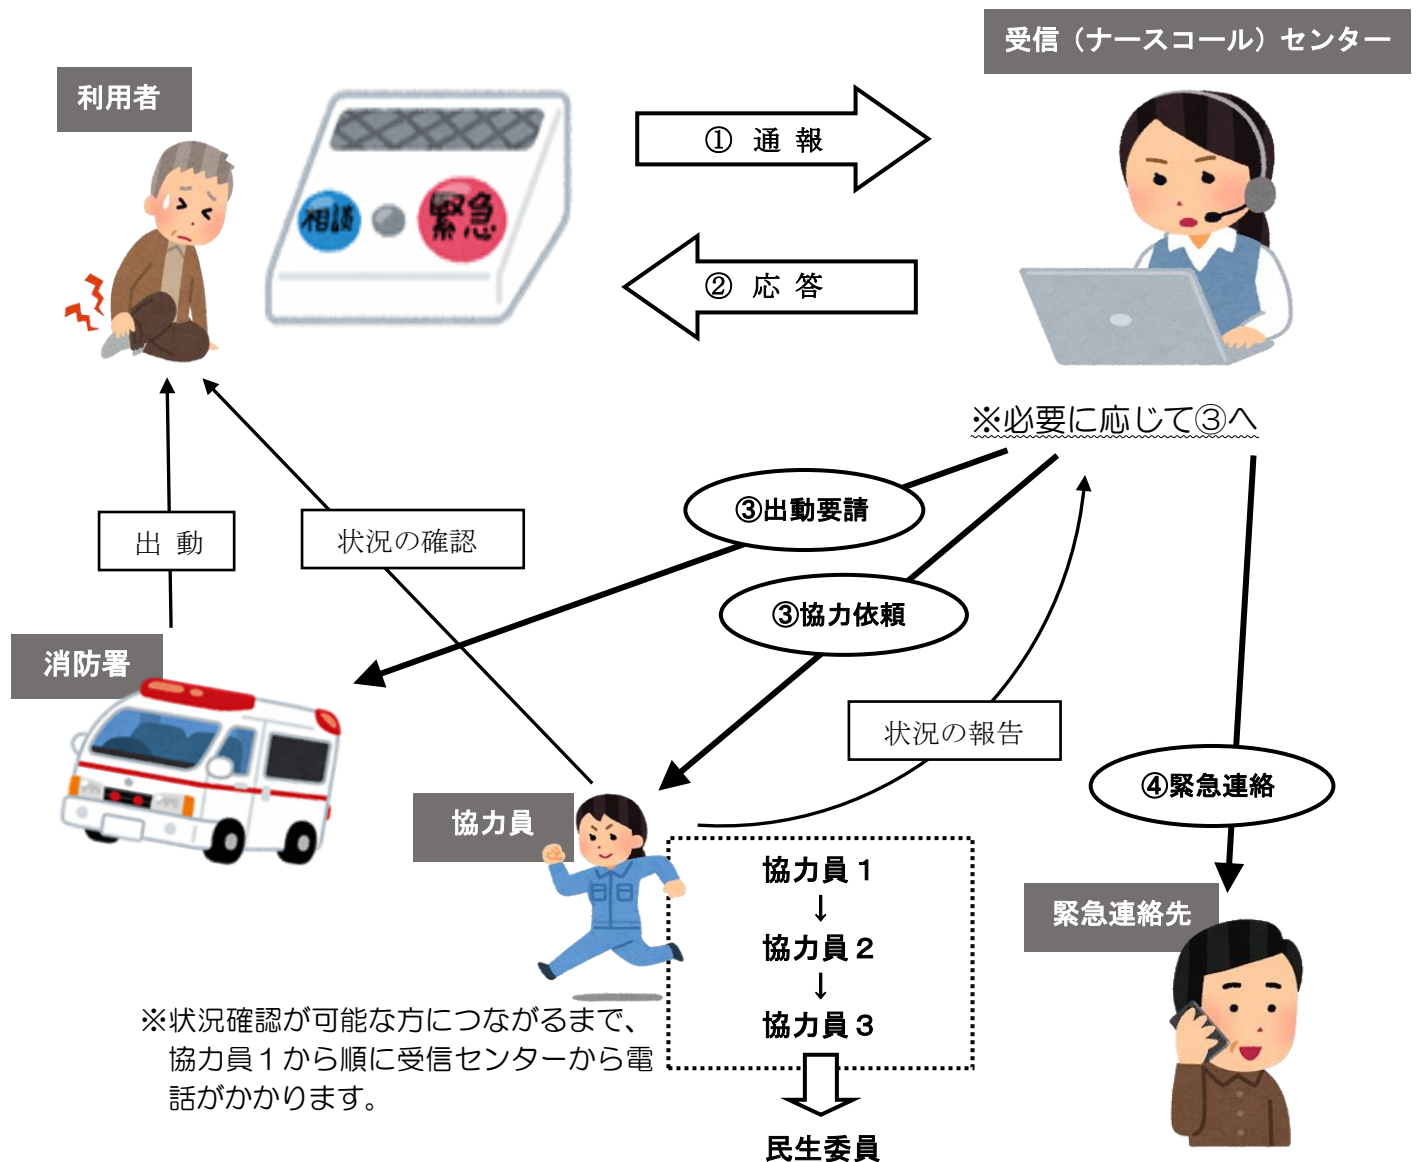 受信（ナースコール）センター
利用者
① 通 報
相談
緊急
② 応 答
※必要に応じて③へ
③出動要請
出 動
状況の確認
③協力依頼
消防署
状況の報告
④緊急連絡
協力員
協力員１
↓
協力員２
↓
協力員３
緊急連絡先
※状況確認が可能な方につながるまで、
協力員１から順に受信センターから電
話がかかります。
民生委員